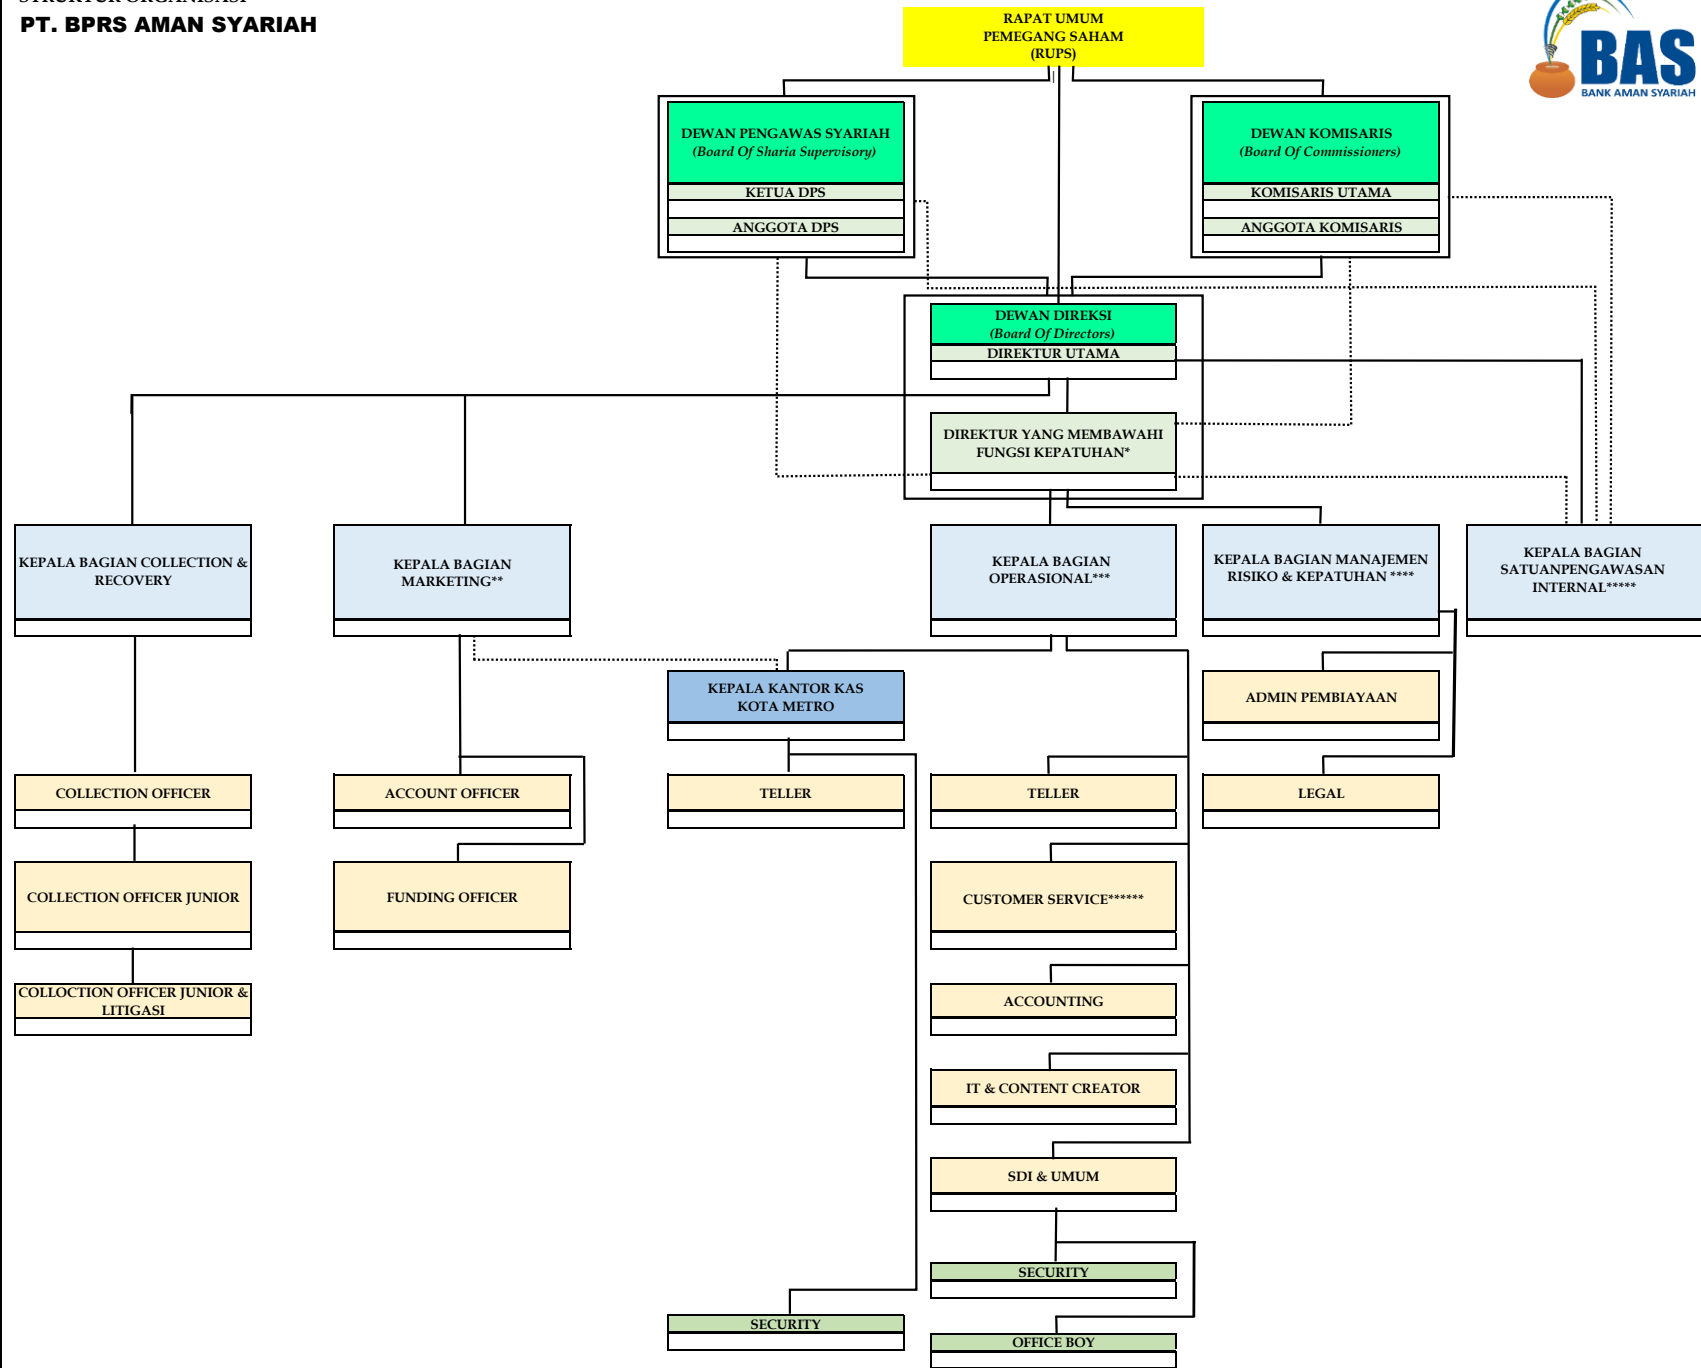 STRUKTUR ORGANISASI
PT. BPRS AMAN SYARIAH
RAPAT UMUM
PEMEGANG SAHAM
(RUPS)
BAS
BANK AMAN SYARIAH
DEWAN PENGAWAS SYARIAH
(Board Of Sharia Supervisory)
KETUA DPS
ANGGOTA DPS
DEWAN KOMISARIS
(Board Of Commissioners)
KOMISARIS UTAMA
ANGGOTA KOMISARIS
DEWAN DIREKSI
(Board Of Directors)
DIREKTUR UTAMA
DIREKTUR YANG MEMBAWAHI
FUNGSI KEPATUHAN*
KEPALA BAGIAN COLLECTION &
RECOVERY
KEPALA BAGIAN
MARKETING**
KEPALA BAGIAN
OPERASIONAL***
KEPALA BAGIAN MANAJEMEN
RISIKO & KEPATUHAN ****
KEPALA BAGIAN
SATUANPENGAWASAN
INTERNAL*****
KEPALA KANTOR KAS
KOTA METRO
ADMIN PEMBIAYAAN
COLLECTION OFFICER
ACCOUNT OFFICER
TELLER
TELLER
LEGAL
COLLECTION OFFICER JUNIOR
FUNDING OFFICER
CUSTOMER SERVICE******
COLLOCTION OFFICER JUNIOR &
LITIGASI
ACCOUNTING
IT & CONTENT CREATOR
SDI & UMUM
SECURITY
SECURITY
OFFICE BOY